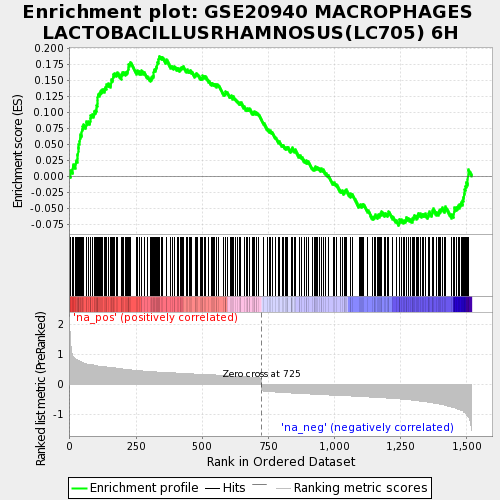 Enrichment plot: GSE20940 MACROPHAGES
LACTOBACILLUSRHAMNOSUS(LC705) 6H
Enrichment score (ES)
0.200
0.175
0.150
0.125
0.100
0.075
0.050
0.025
0.000
-0.025
-0.050
-0.075
'na_pos' (positively correlated)
Ranked list metric (PreRanked)
2
1
0
-1
Zero cross at 725
'na_neg' (negatively correlated)
0
250
500
750
1,000
1,250
1,500
Rank in Ordered Dataset
Enrichment profile
Hits
Ranking metric scores